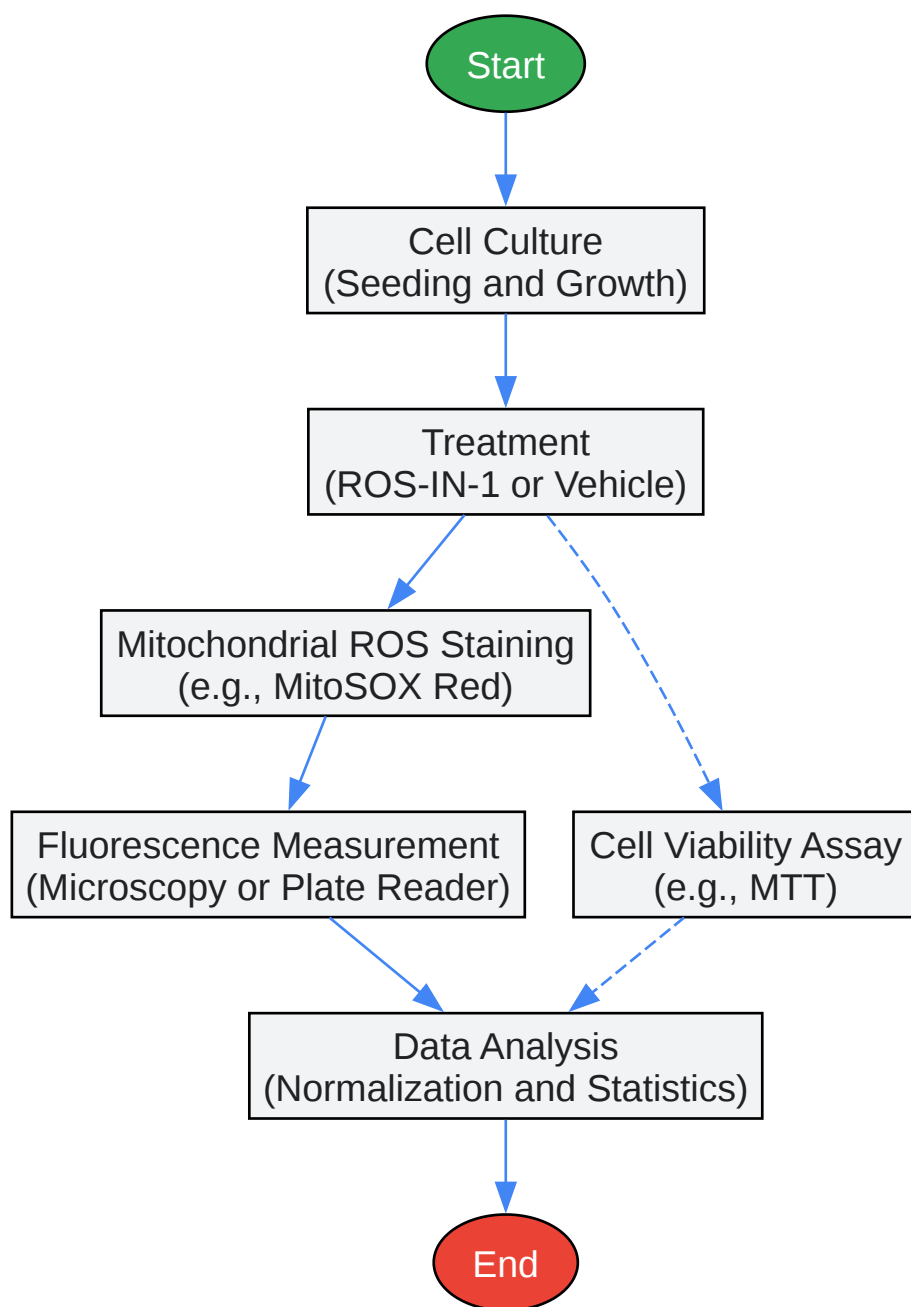 Start
Cell Culture
(Seeding and Growth)
Treatment
(ROS-IN-1 or Vehicle)
Mitochondrial ROS Staining
(e.g., MitoSOX Red)
Fluorescence Measurement
(Microscopy or Plate Reader)
Cell Viability Assay
(e.g., MTT)
Data Analysis
(Normalization and Statistics)
End